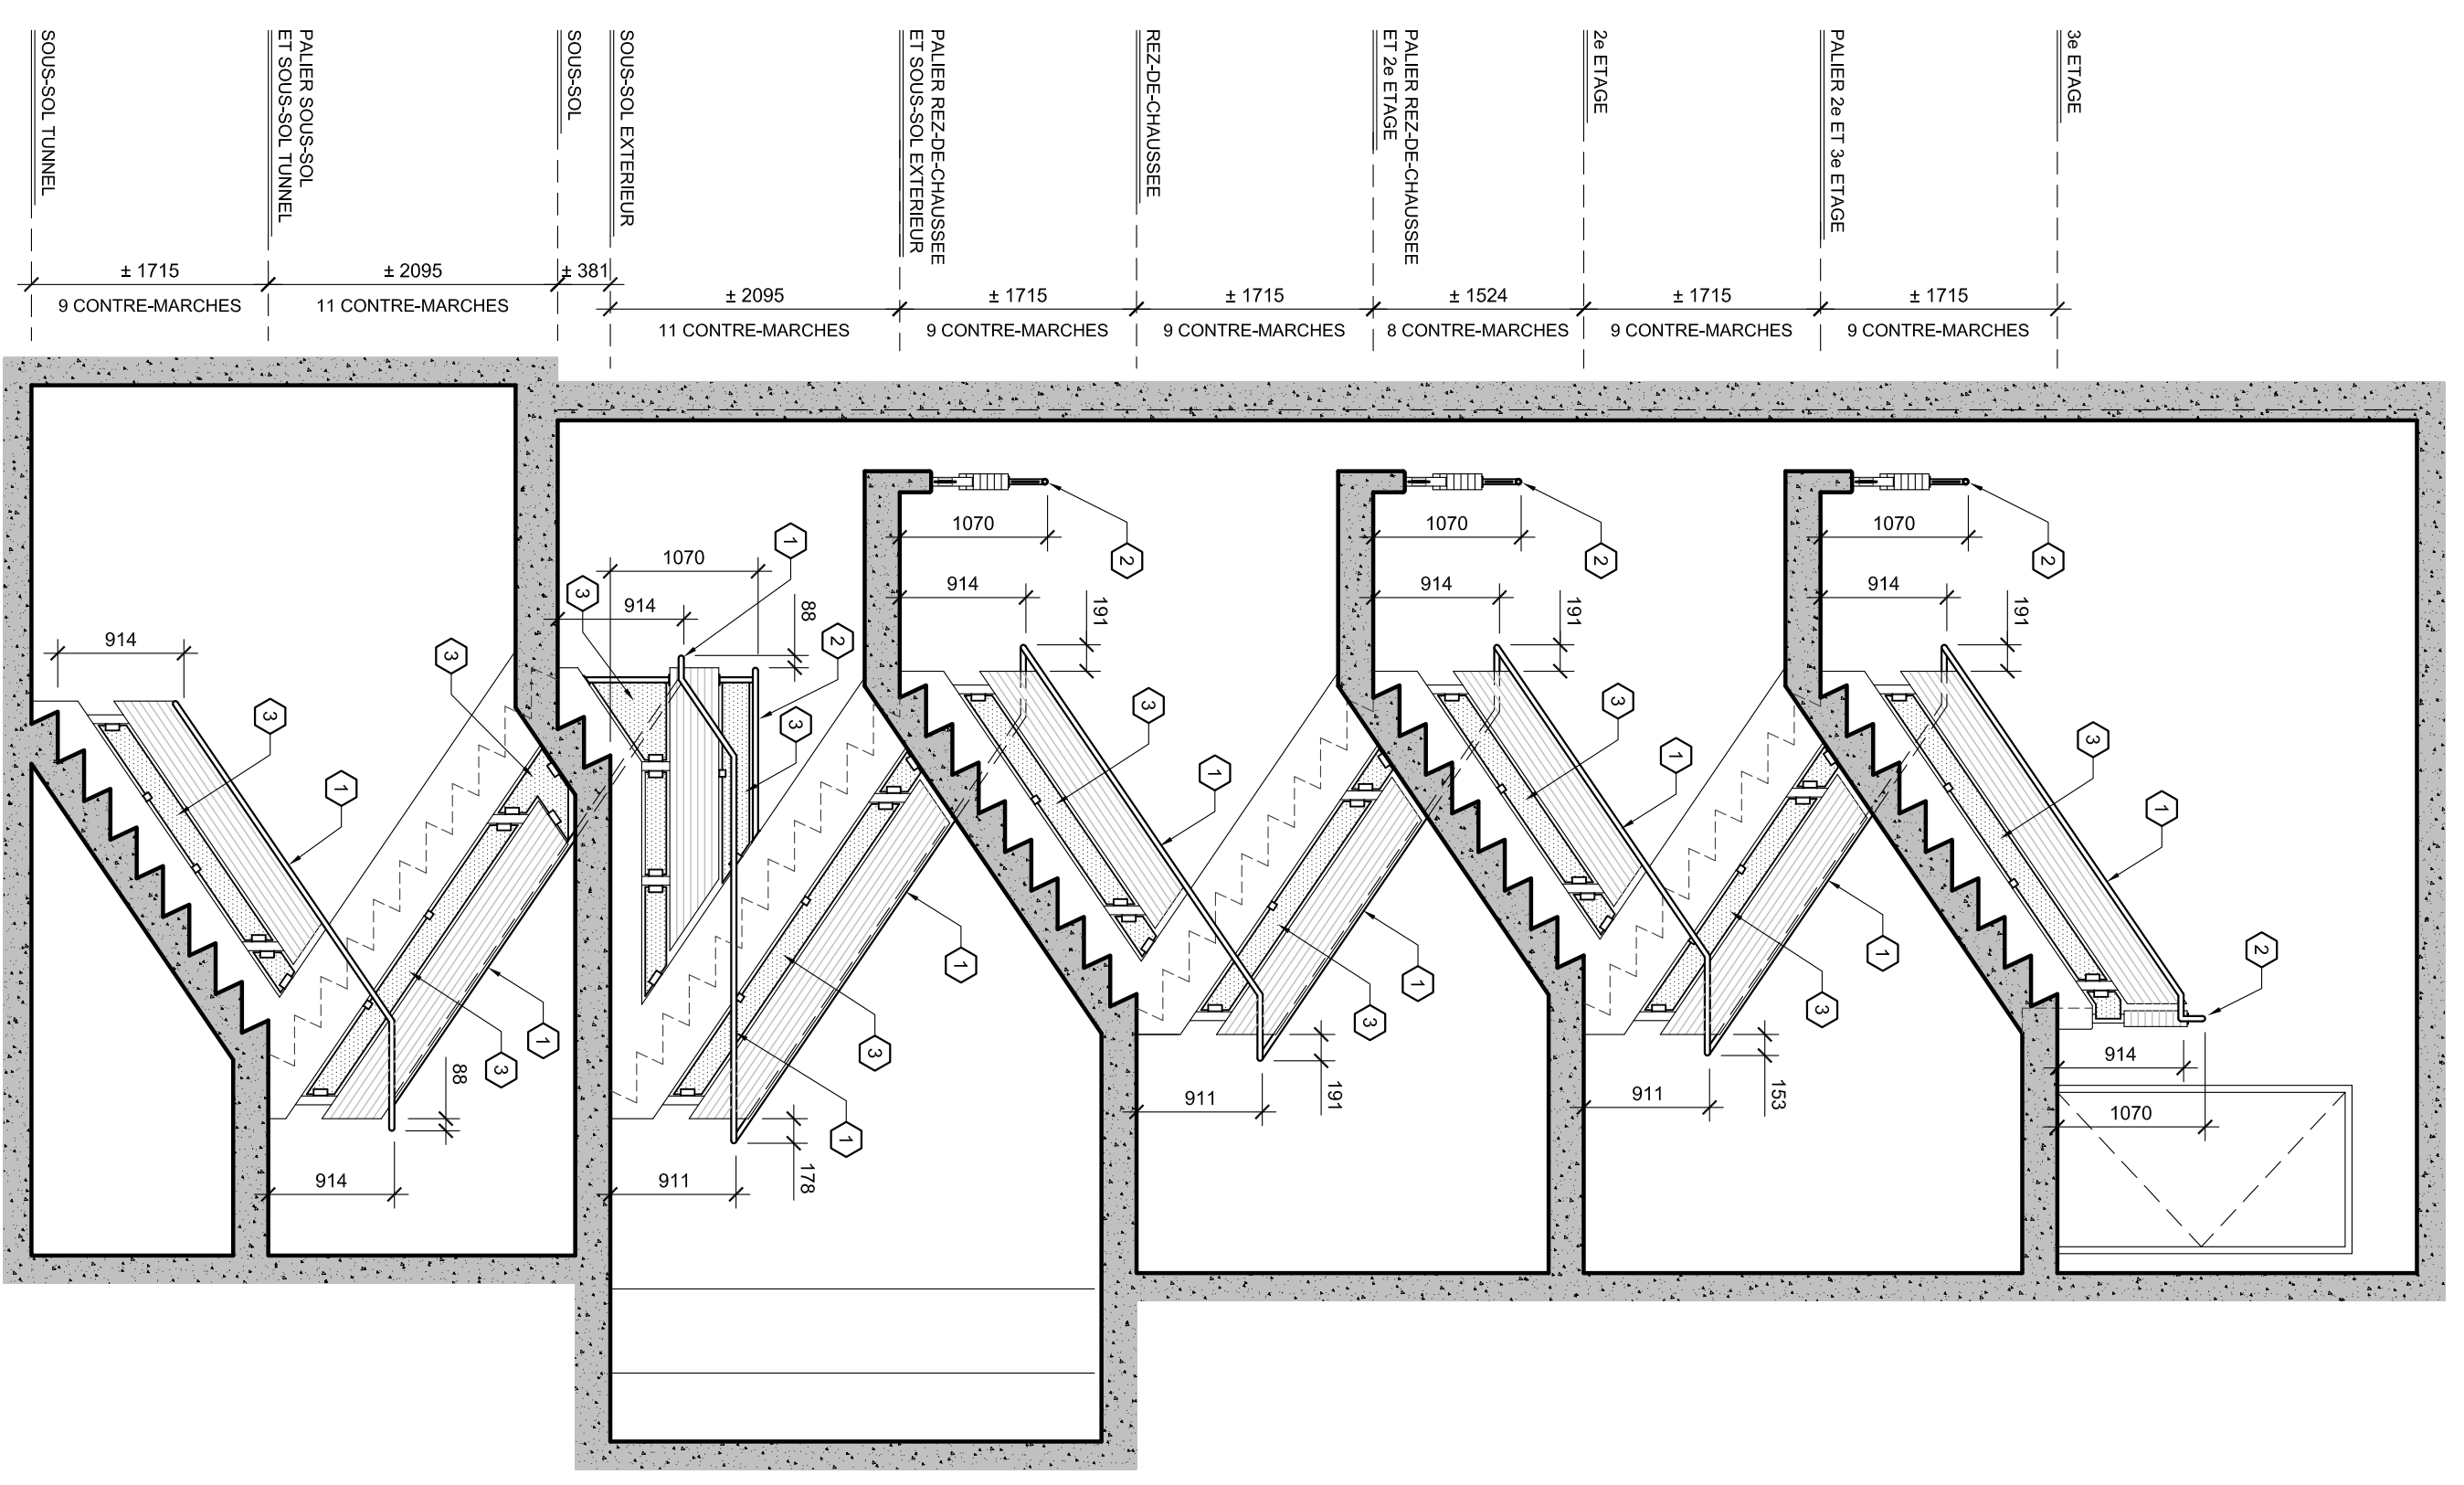 3e ETAGE
PALIER 2e ET 3e ETAGE
2e ETAGE
PALIER REZ-DE-CHAUSSEE
ET 2e ETAGE
REZ-DE-CHAUSSEE
PALIER REZ-DE-CHAUSSEE
ET SOUS-SOL EXTERIEUR
SOUS-SOL EXTERIEUR
SOUS-SOL
PALIER SOUS-SOL
ET SOUS-SOL TUNNEL
SOUS-SOL TUNNEL
± 1715
9 CONTRE-MARCHES
± 2095
11 CONTRE-MARCHES
± 381
± 2095
11 CONTRE-MARCHES
± 1715
9 CONTRE-MARCHES
± 1715
9 CONTRE-MARCHES
± 1524
8 CONTRE-MARCHES
± 1715
9 CONTRE-MARCHES
± 1715
9 CONTRE-MARCHES
914
3
3
1
3
1
3
1
88
914
1070
914
88
1
2
3
3
3
1
1
911
178
1070
2
914
191
3
1
1
3
911
191
1070
2
914
191
3
1
1
3
911
153
1070
2
914
191
3
1
2
914
1070